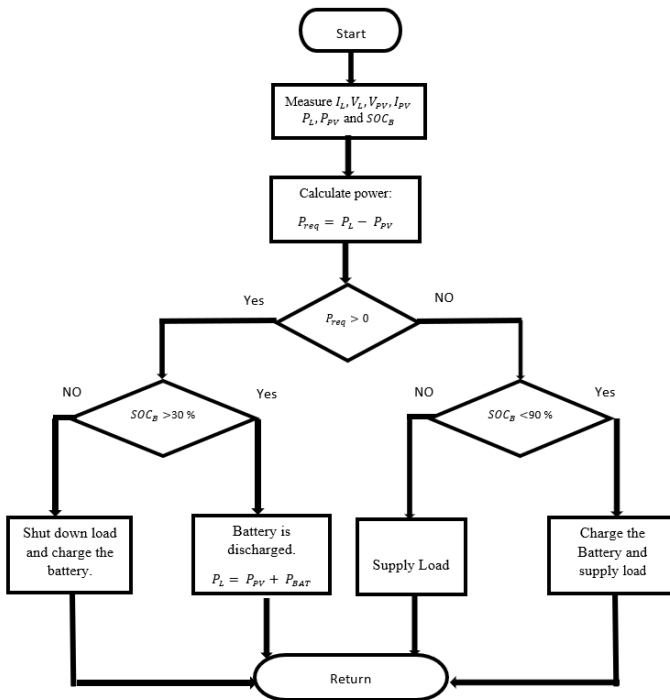 Start
Measure I_L, V_L, V_PV, I_PV
P_L, P_PV and SOC_B
Calculate power:
P_req = P_L − P_PV
Yes
NO
P_req > 0
NO
Yes
NO
Yes
SOC_B >30 %
SOC_B <90 %
Shut down load
and charge the
battery.
Battery is
discharged.
P_L = P_PV + P_BAT
Supply Load
Charge the
Battery and
supply load
Return